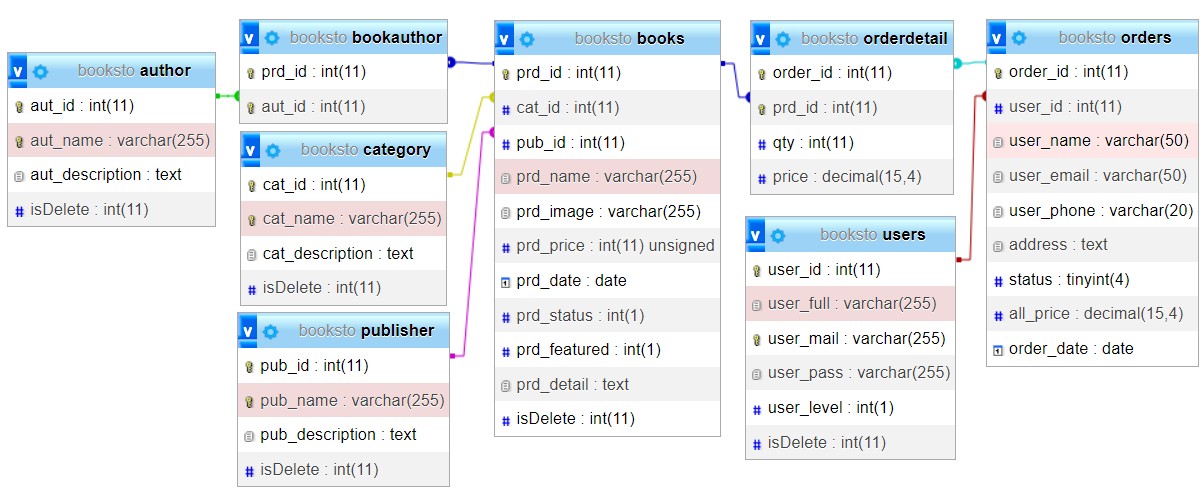 booksto author
aut_id : int(11)
aut_name : varchar(255)
aut_description : text
isDelete : int(11)
booksto bookauthor
prd_id : int(11)
aut_id : int(11)
booksto category
cat_id : int(11)
cat_name : varchar(255)
cat_description : text
isDelete : int(11)
booksto publisher
pub_id : int(11)
pub_name : varchar(255)
pub_description : text
isDelete : int(11)
booksto books
prd_id : int(11)
cat_id : int(11)
pub_id : int(11)
prd_name : varchar(255)
prd_image : varchar(255)
prd_price : int(11) unsigned
prd_date : date
prd_status : int(1)
prd_featured : int(1)
prd_detail : text
isDelete : int(11)
booksto orderdetail
order_id : int(11)
prd_id : int(11)
qty : int(11)
price : decimal(15,4)
booksto users
user_id : int(11)
user_full : varchar(255)
user_mail : varchar(255)
user_pass : varchar(255)
user_level : int(1)
isDelete : int(11)
booksto orders
order_id : int(11)
user_id : int(11)
user_name : varchar(50)
user_email : varchar(50)
user_phone : varchar(20)
address : text
status : tinyint(4)
all_price : decimal(15,4)
order_date : date